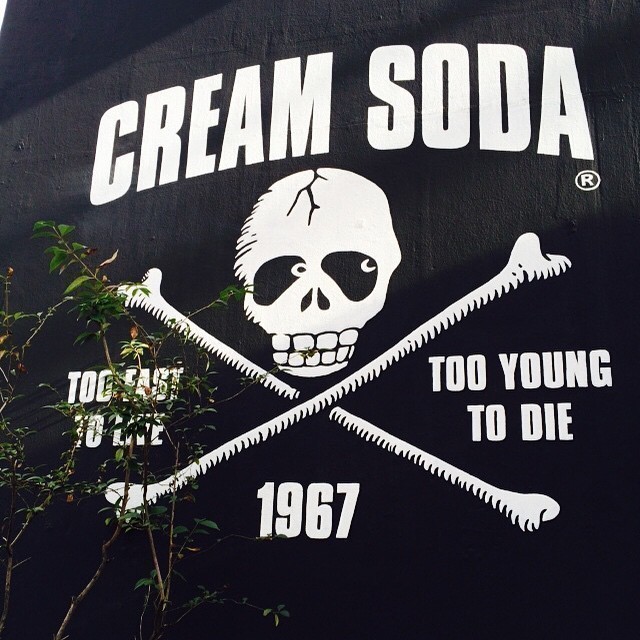 CREAM SODA
®
TOO
TO
TOO YOUNG
TO DIE
1967